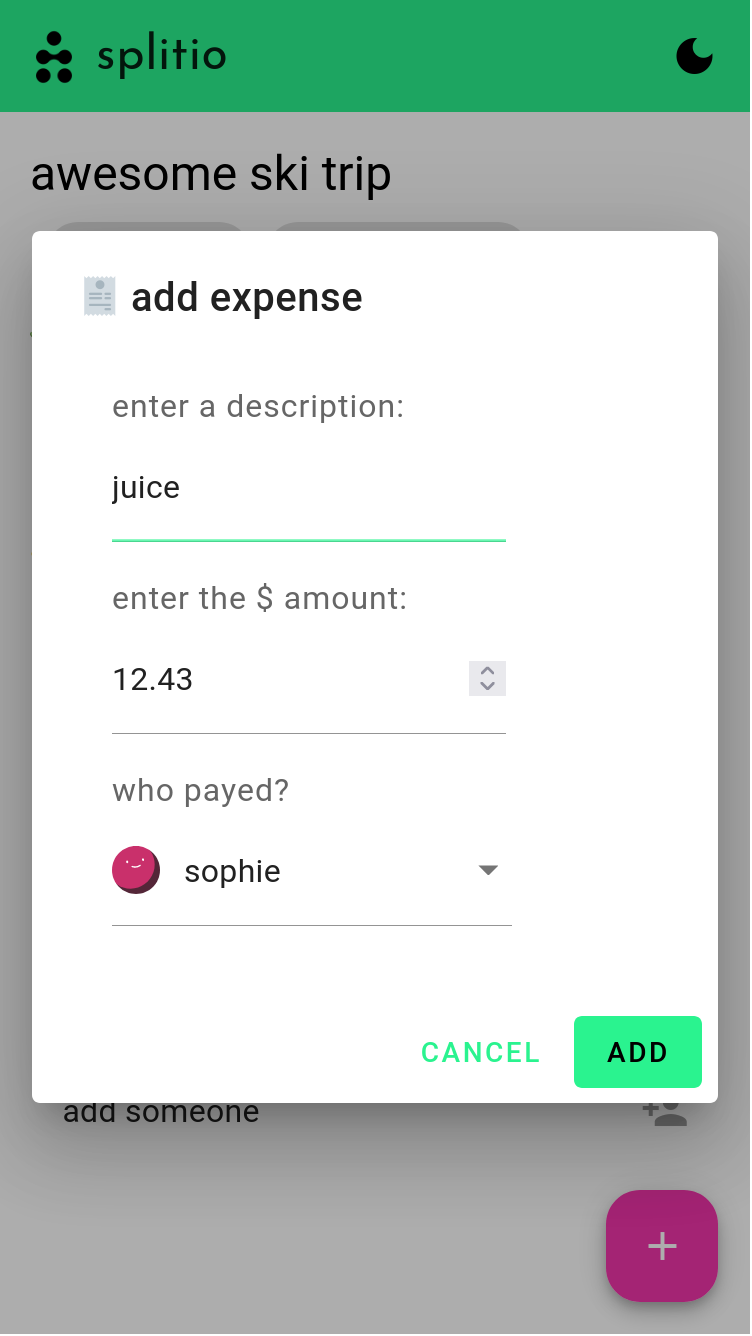 splitio
awesome ski trip
add expense
enter a description:
juice
enter the $ amount:
12.43
who payed?
sophie
CANCEL
ADD
add someone